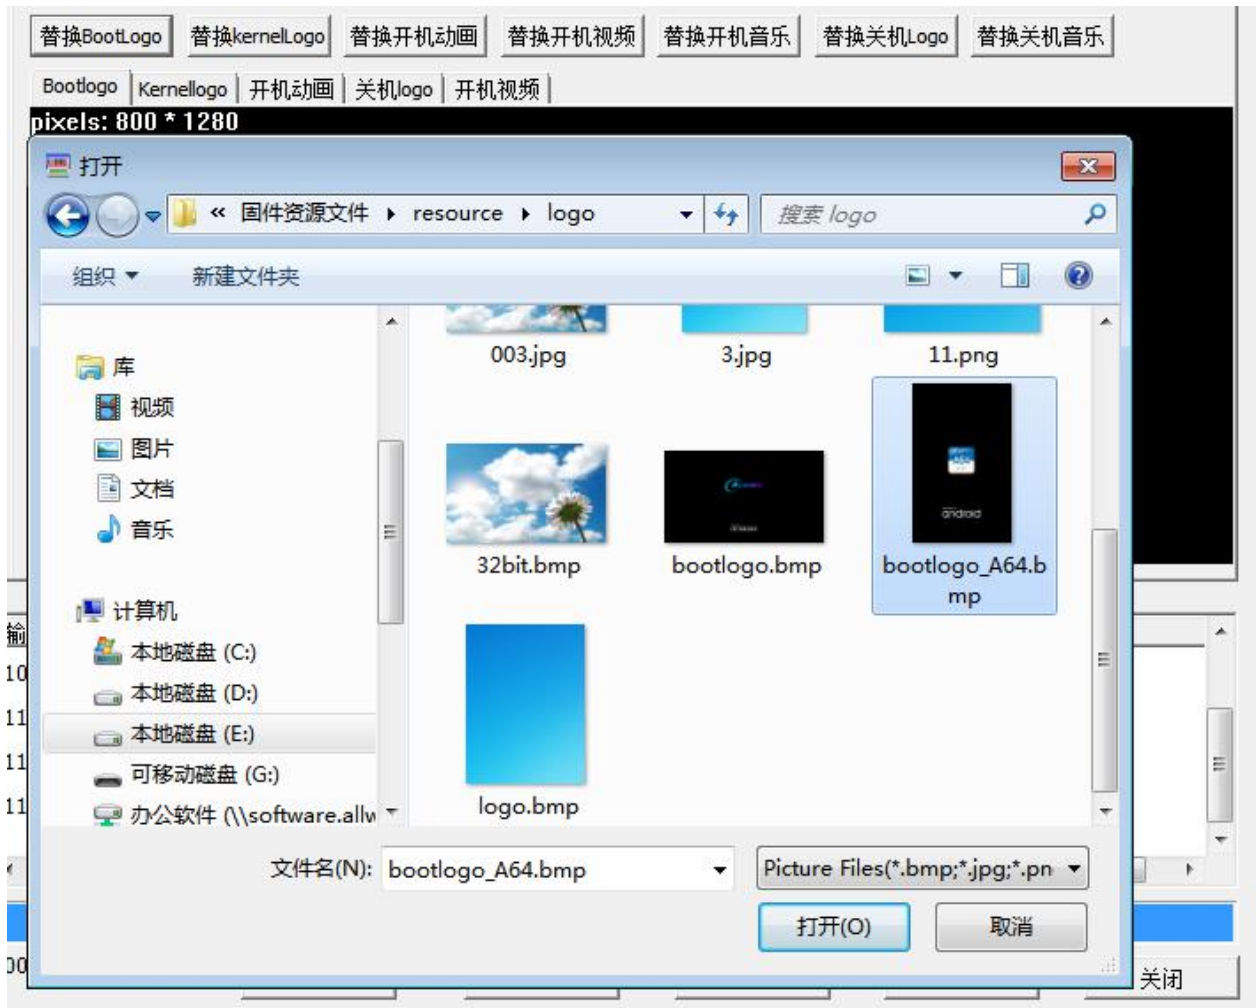 替换BootLogo 替换kernelLogo 替换开机动画 替换开机视频 替换开机音乐 替换关机Logo 替换关机音乐
Bootlogo Kernellogo 开机动画 关机logo 开机视频
pixels: 800 * 1280
打开
« 固件资源文件 resource logo 搜索 logo
组织 新建文件夹
003.jpg 3.jpg 11.png
库
视频
图片
文档
音乐
32bit.bmp bootlogo.bmp bootlogo_A64.b
mp
android
计算机
本地磁盘 (C:)
本地磁盘 (D:)
本地磁盘 (E:)
可移动磁盘 (G:)
办公软件 (\\software.allw
logo.bmp
输
10
11
11
11
文件名(N): bootlogo_A64.bmp Picture Files(*.bmp;*.jpg;*.pn
打开(O) 取消
00
关闭